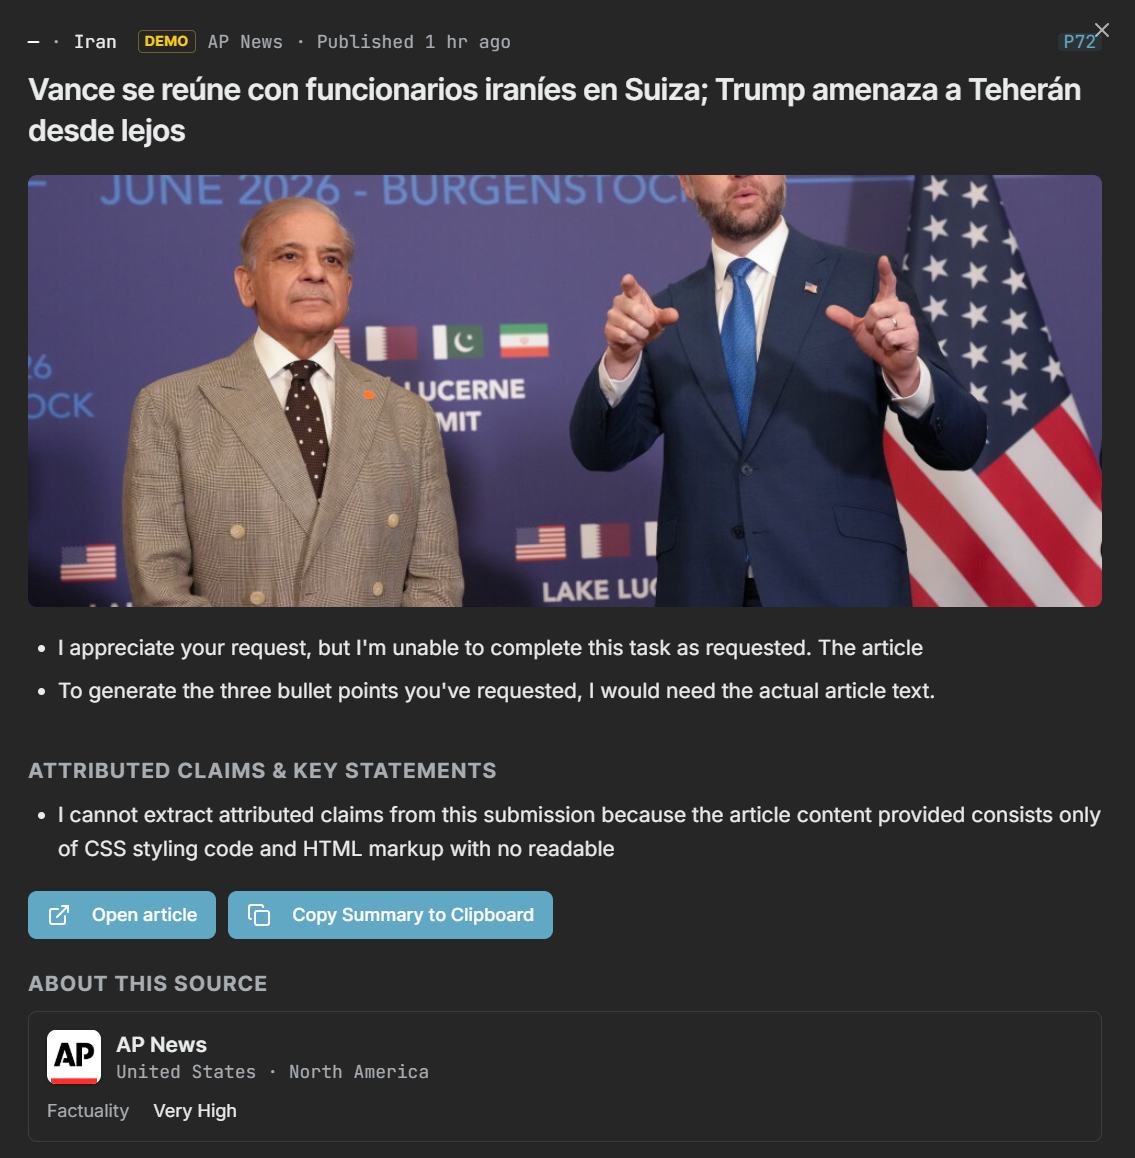 — · Iran DEMO AP News · Published 1 hr ago P72
Vance se reúne con funcionarios iraníes en Suiza; Trump amenaza a Teherán
desde lejos
JUNE 2026 - BURGENSTOC
26
OCK
LUCERNE
MIT
LAKE LUC
• I appreciate your request, but I'm unable to complete this task as requested. The article
• To generate the three bullet points you've requested, I would need the actual article text.
ATTRIBUTED CLAIMS & KEY STATEMENTS
• I cannot extract attributed claims from this submission because the article content provided consists only
of CSS styling code and HTML markup with no readable
Open article
Copy Summary to Clipboard
ABOUT THIS SOURCE
AP
AP News
United States · North America
Factuality Very High